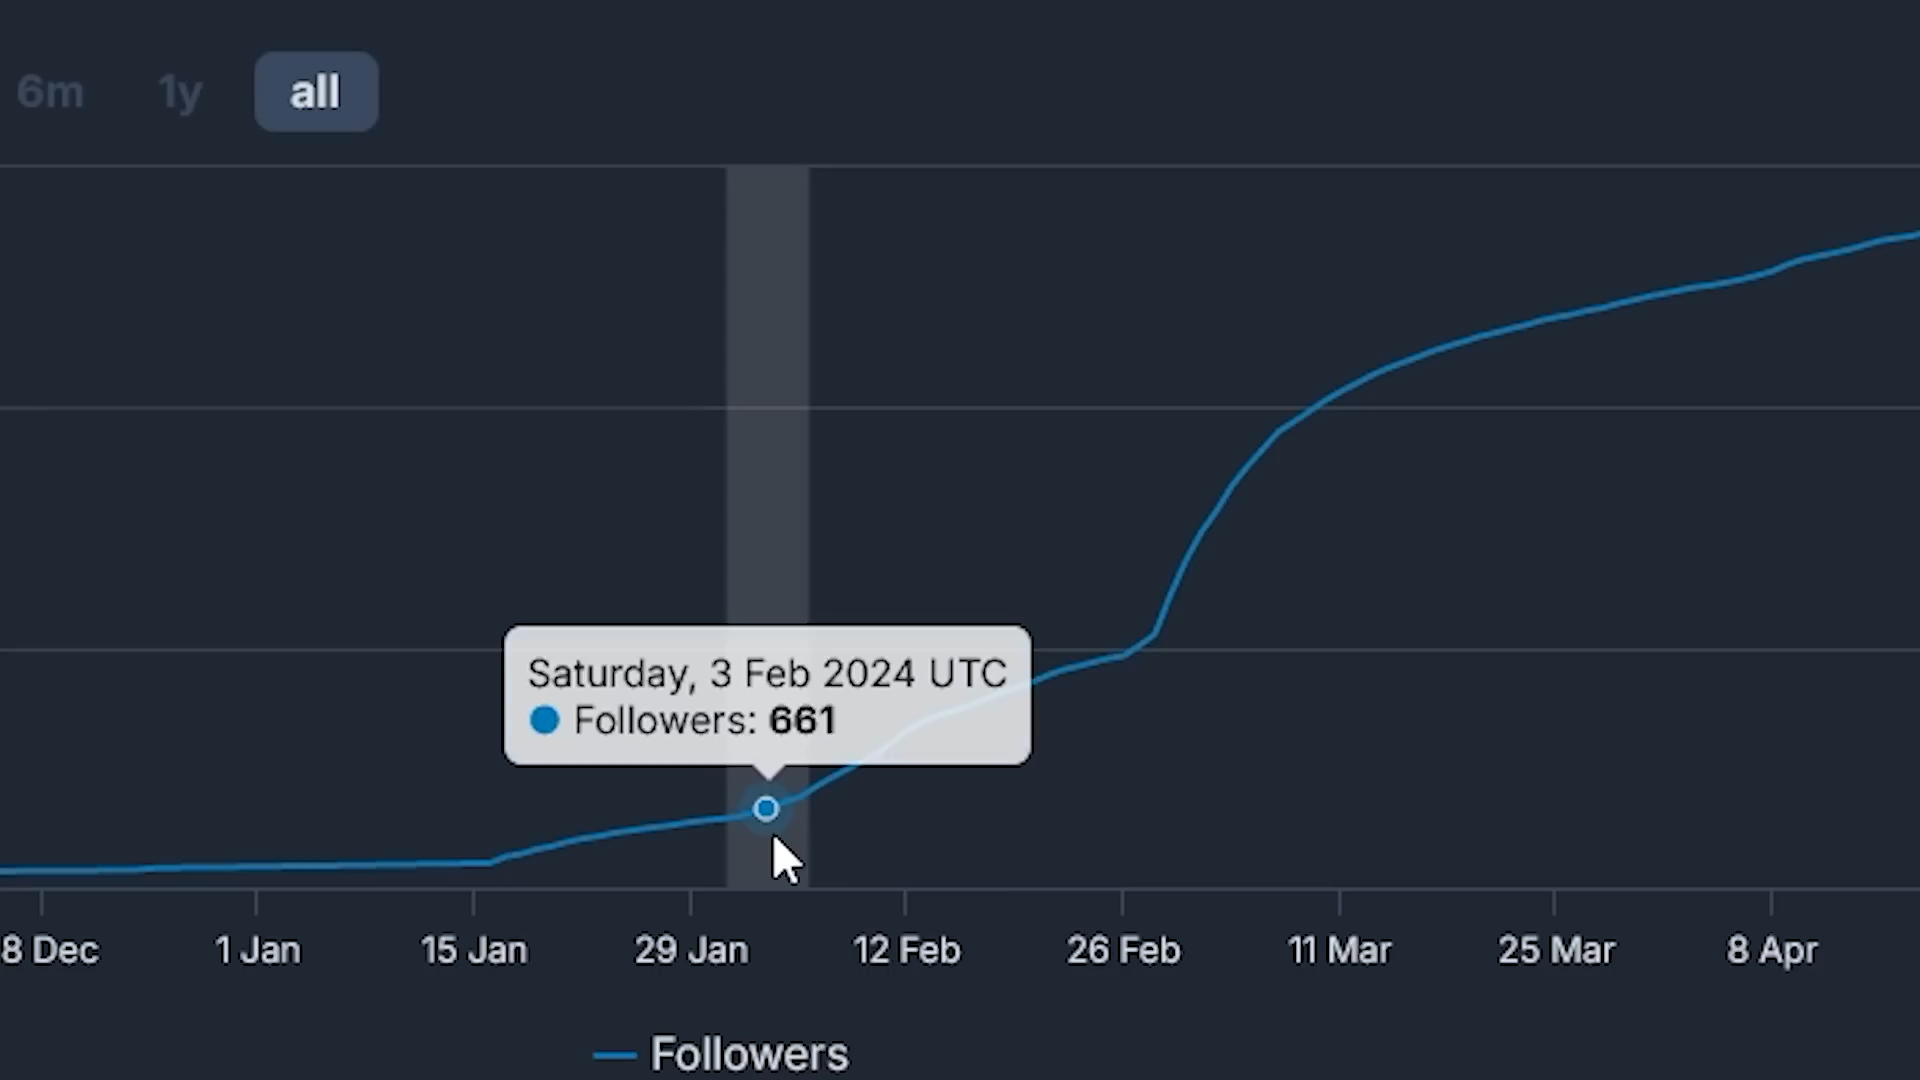 6m 1y all
Saturday, 3 Feb 2024 UTC
Followers: 661
8 Dec 1 Jan 15 Jan 29 Jan 12 Feb 26 Feb 11 Mar 25 Mar 8 Apr
Followers